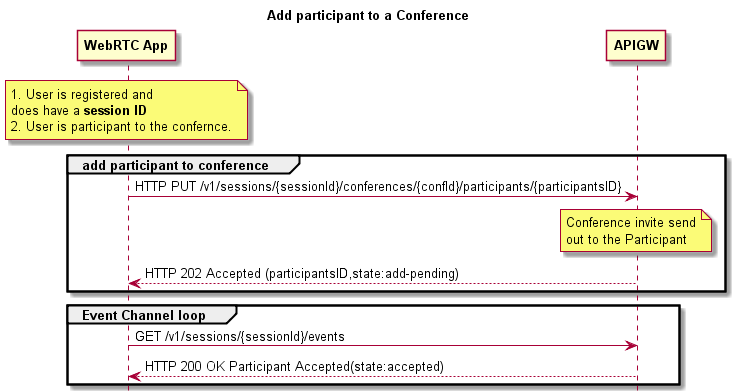 Add participant to a Conference
WebRTC App
APIGW
1. User is registered and
does have a session ID
2. User is participant to the confernce.
add participant to conference
HTTP PUT /v1/sessions/{sessionId}/conferences/{confId}/participants/{participantsID}
Conference invite send
out to the Participant
HTTP 202 Accepted (participantsID,state:add-pending)
Event Channel loop
GET /v1/sessions/{sessionId}/events
HTTP 200 OK Participant Accepted(state:accepted)